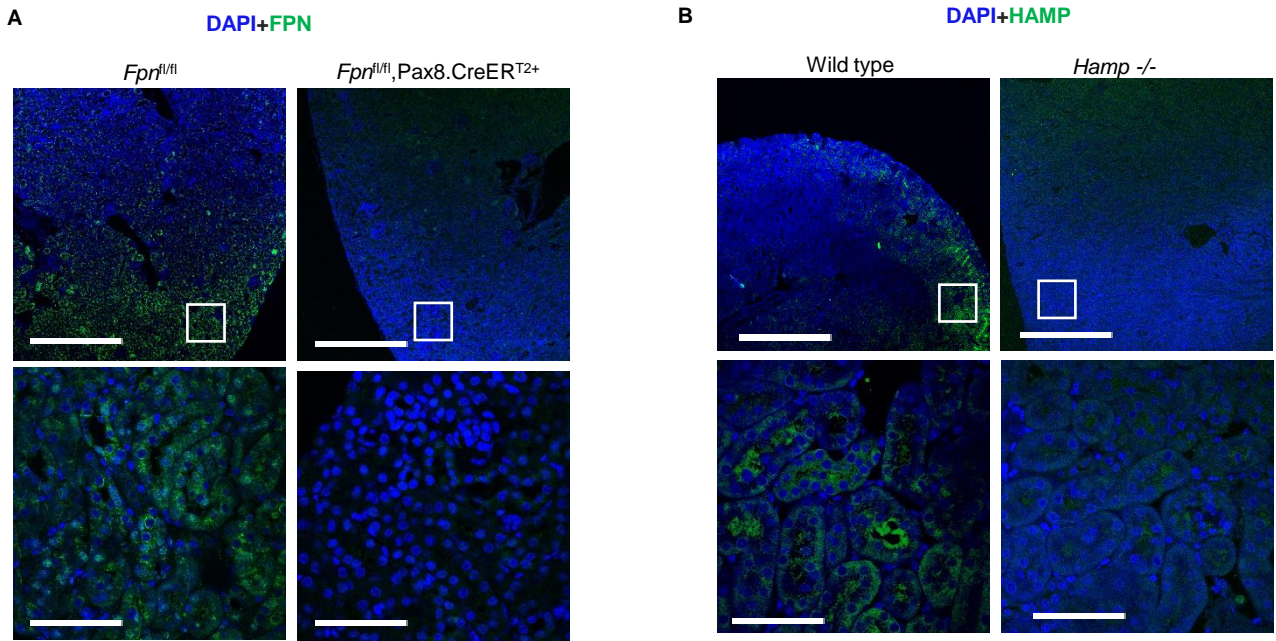 A
DAPI+FPN
Fpnfl/fl
Fpnfl/fl,Pax8.CreERT2+
B
DAPI+HAMP
Wild type
Hamp -/-